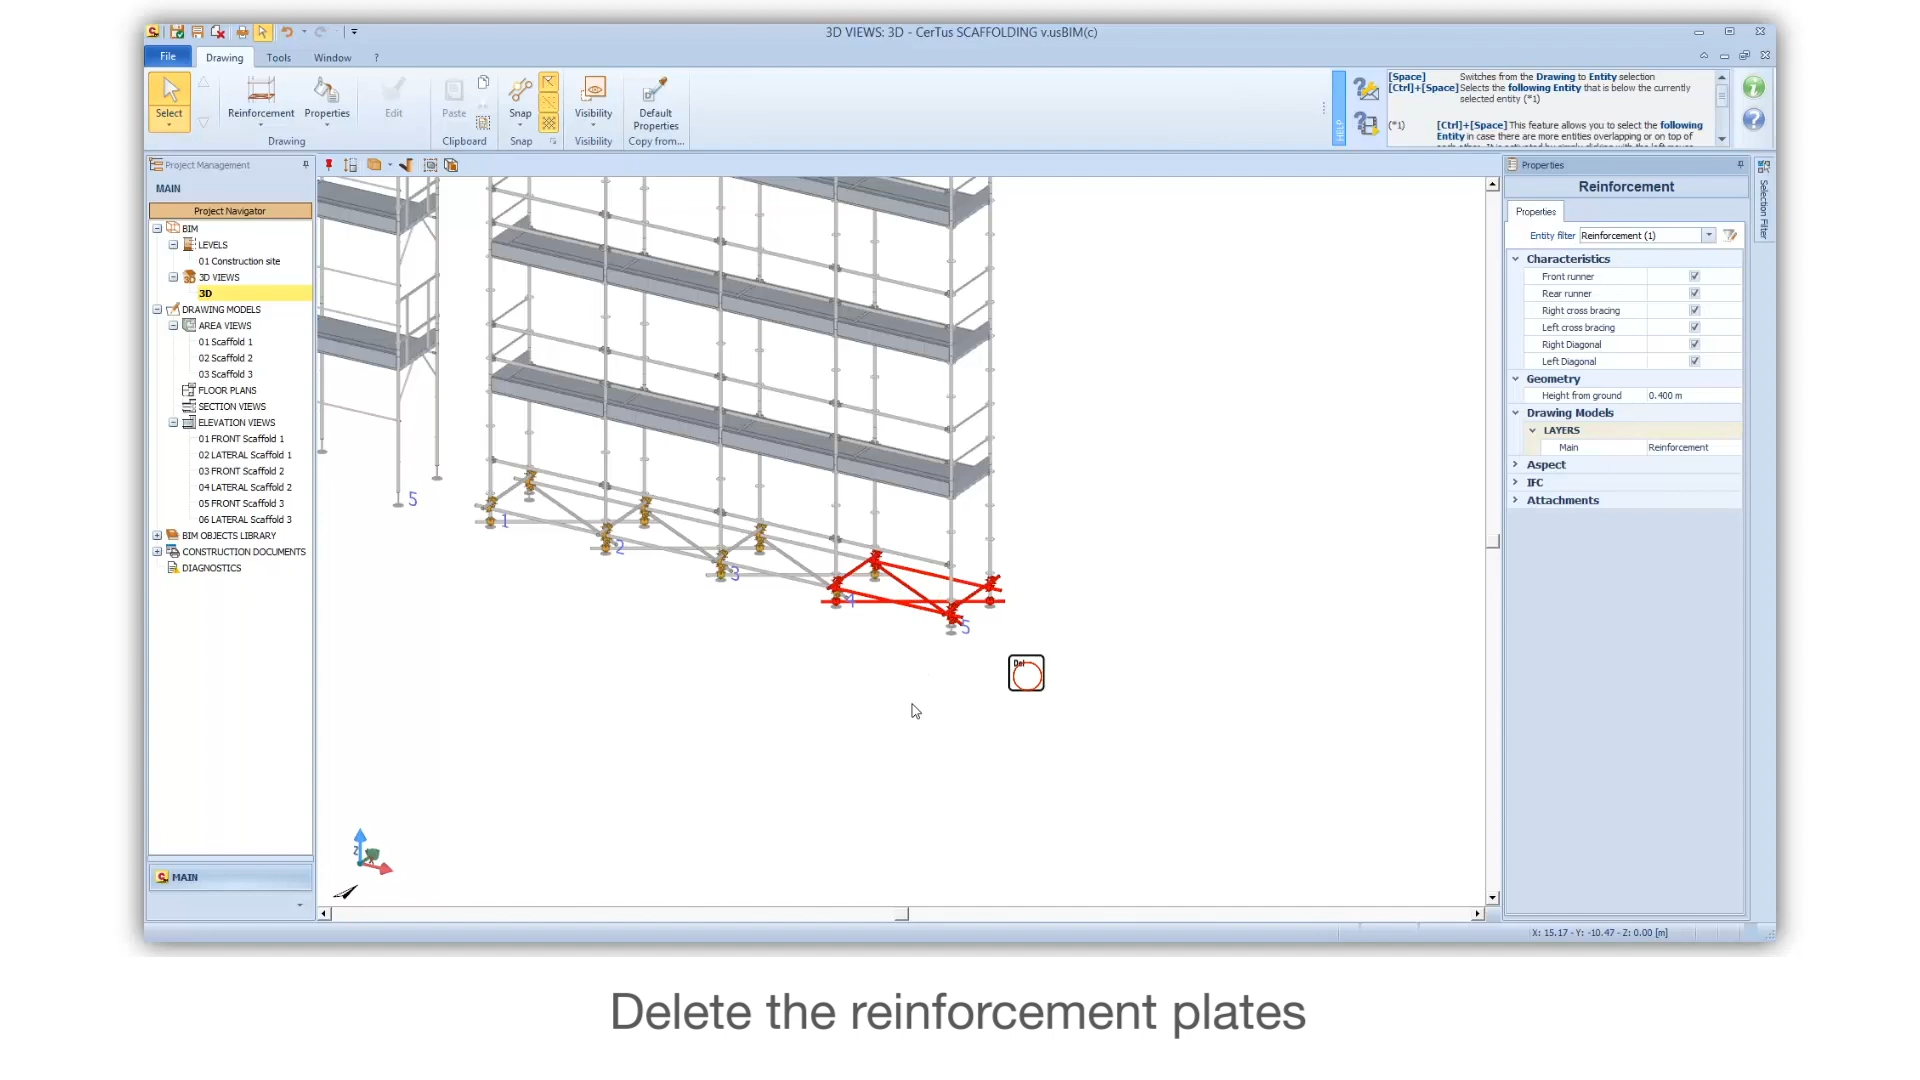 3D VIEWS: 3D - CerTus SCAFFOLDING v.usBIM(c)
File
Drawing
Tools
Window
?
Select
Reinforcement
Properties
Edit
Paste
Snap
Visibility
Default
Properties
Drawing
Clipboard
Snap
Visibility
Copy from...
HELP
[Space] Switches from the Drawing to Entity selection
[Ctrl]+[Space] Selects the following Entity that is below the currently
selected entity (*1)
(*1) [Ctrl]+[Space] This feature allows you to select the following
Entity in case there are more entities overlapping or on top of
Project Management
MAIN
Project Navigator
BIM
LEVELS
01 Construction site
3D VIEWS
3D
DRAWING MODELS
AREA VIEWS
01 Scaffold 1
02 Scaffold 2
03 Scaffold 3
FLOOR PLANS
SECTION VIEWS
ELEVATION VIEWS
01 FRONT Scaffold 1
02 LATERAL Scaffold 1
03 FRONT Scaffold 2
04 LATERAL Scaffold 2
05 FRONT Scaffold 3
06 LATERAL Scaffold 3
BIM OBJECTS LIBRARY
CONSTRUCTION DOCUMENTS
DIAGNOSTICS
MAIN
5
1
2
3
4
5
Del
Z
Properties
Reinforcement
Properties
Entity filter Reinforcement (1)
Characteristics
Front runner
Rear runner
Right cross bracing
Left cross bracing
Right Diagonal
Left Diagonal
Geometry
Height from ground 0.400 m
Drawing Models
LAYERS
Main Reinforcement
Aspect
IFC
Attachments
Selection Filter
X: 15.17 - Y: -10.47 - Z: 0.00 [m]
Delete the reinforcement plates